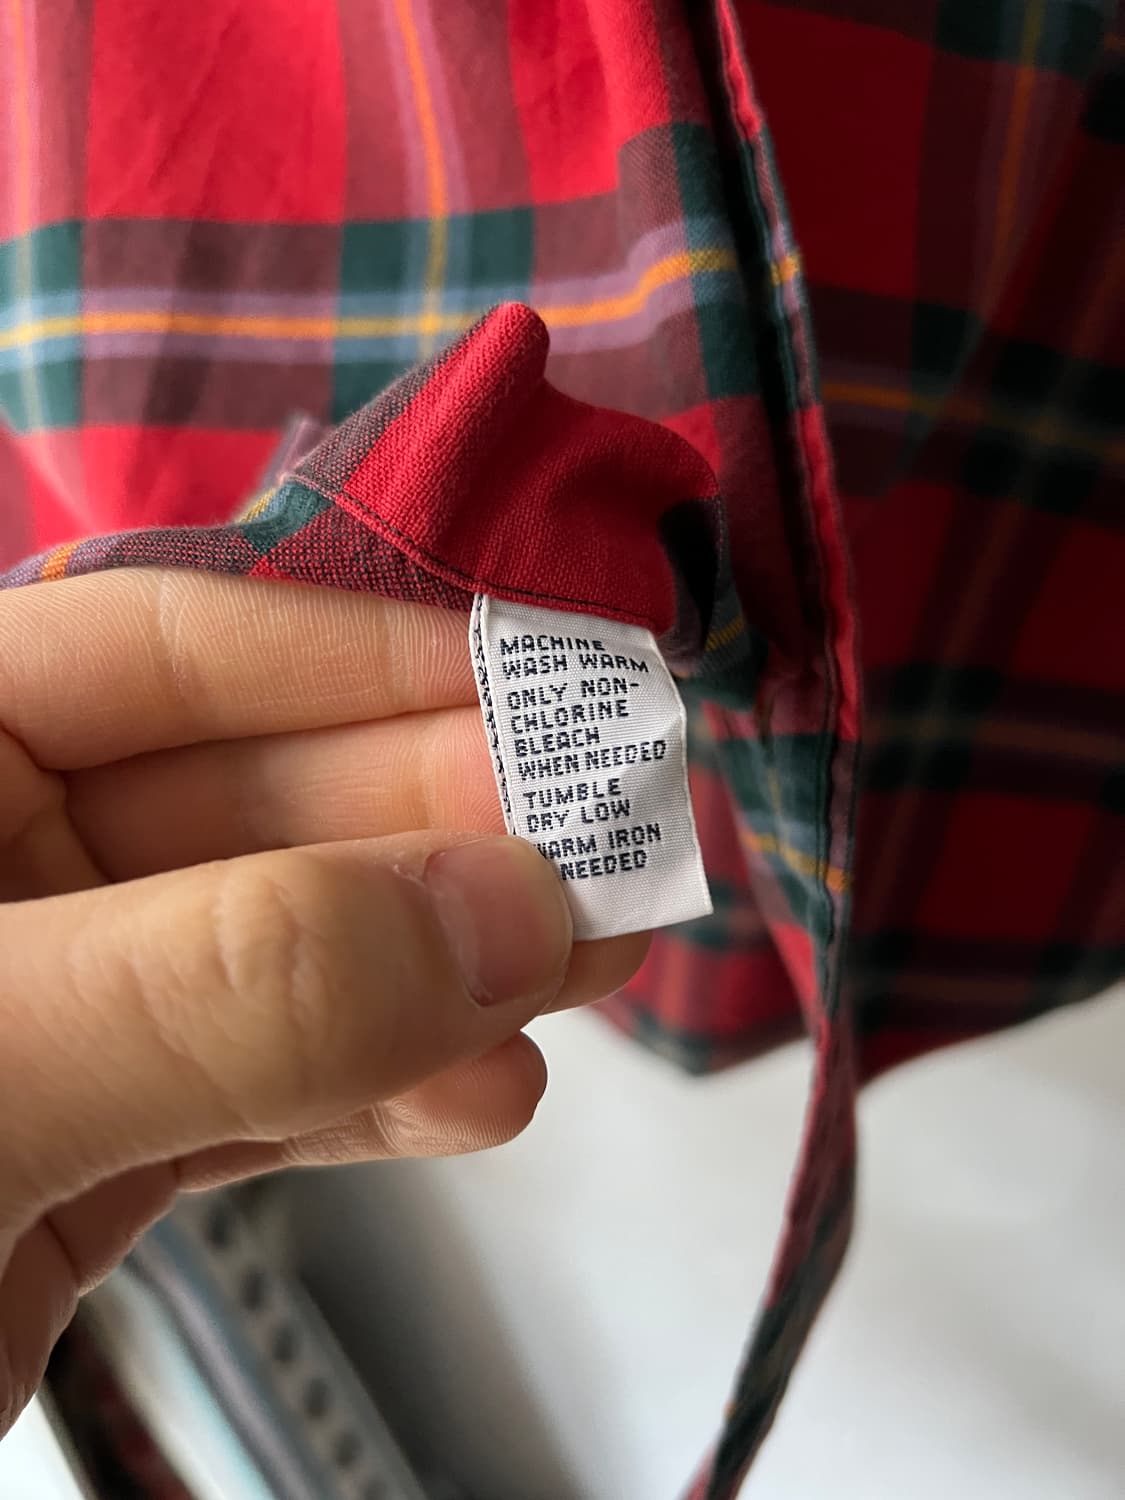 MACHINE
WASH WARM
ONLY NON-
CHLORINE
BLEACH
WHEN NEEDED
TUMBLE
DRY LOW
WARM IRON
NEEDED